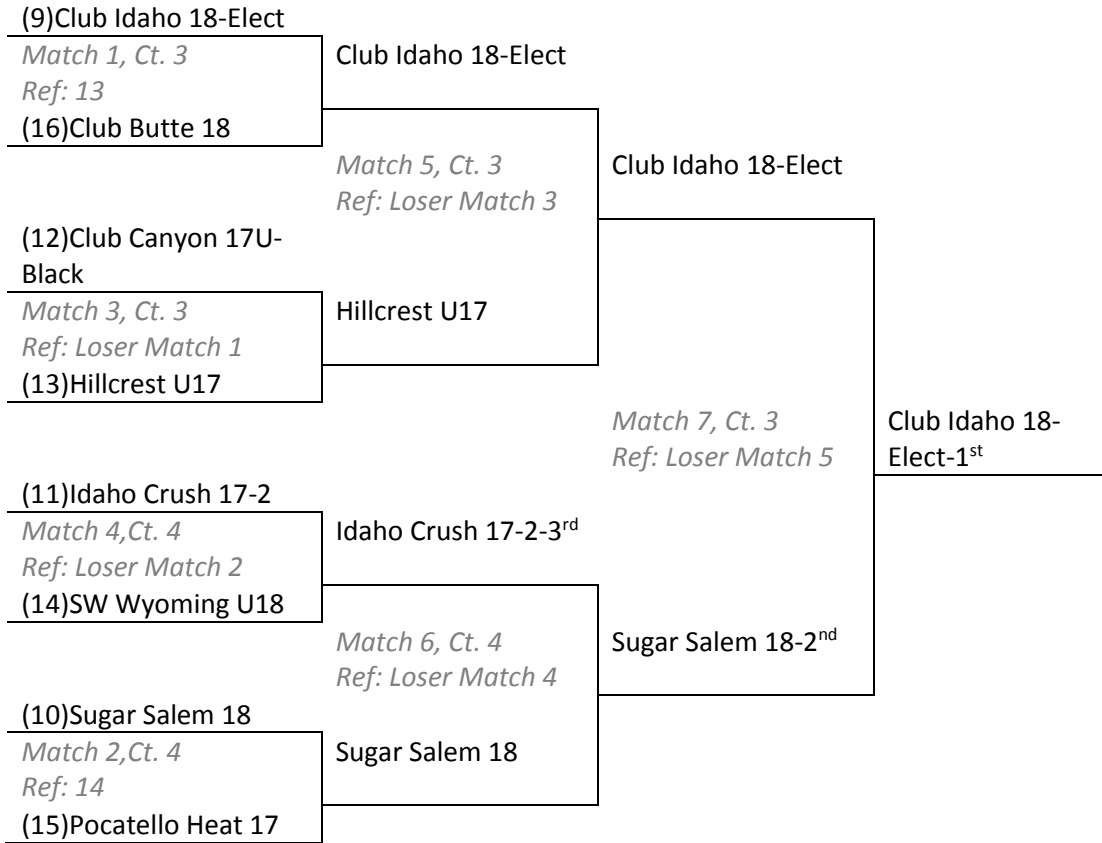 (9)Club Idaho 18-Elect
Match 1, Ct. 3
Ref: 13
(16)Club Butte 18
Club Idaho 18-Elect
Match 5, Ct. 3
Ref: Loser Match 3
Club Idaho 18-Elect
(12)Club Canyon 17U-
Black
Match 3, Ct. 3
Ref: Loser Match 1
(13)Hillcrest U17
Hillcrest U17
Match 7, Ct. 3
Ref: Loser Match 5
Club Idaho 18-
Elect-1st
(11)Idaho Crush 17-2
Match 4,Ct. 4
Ref: Loser Match 2
(14)SW Wyoming U18
Idaho Crush 17-2-3rd
Match 6, Ct. 4
Ref: Loser Match 4
Sugar Salem 18-2nd
(10)Sugar Salem 18
Match 2,Ct. 4
Ref: 14
(15)Pocatello Heat 17
Sugar Salem 18